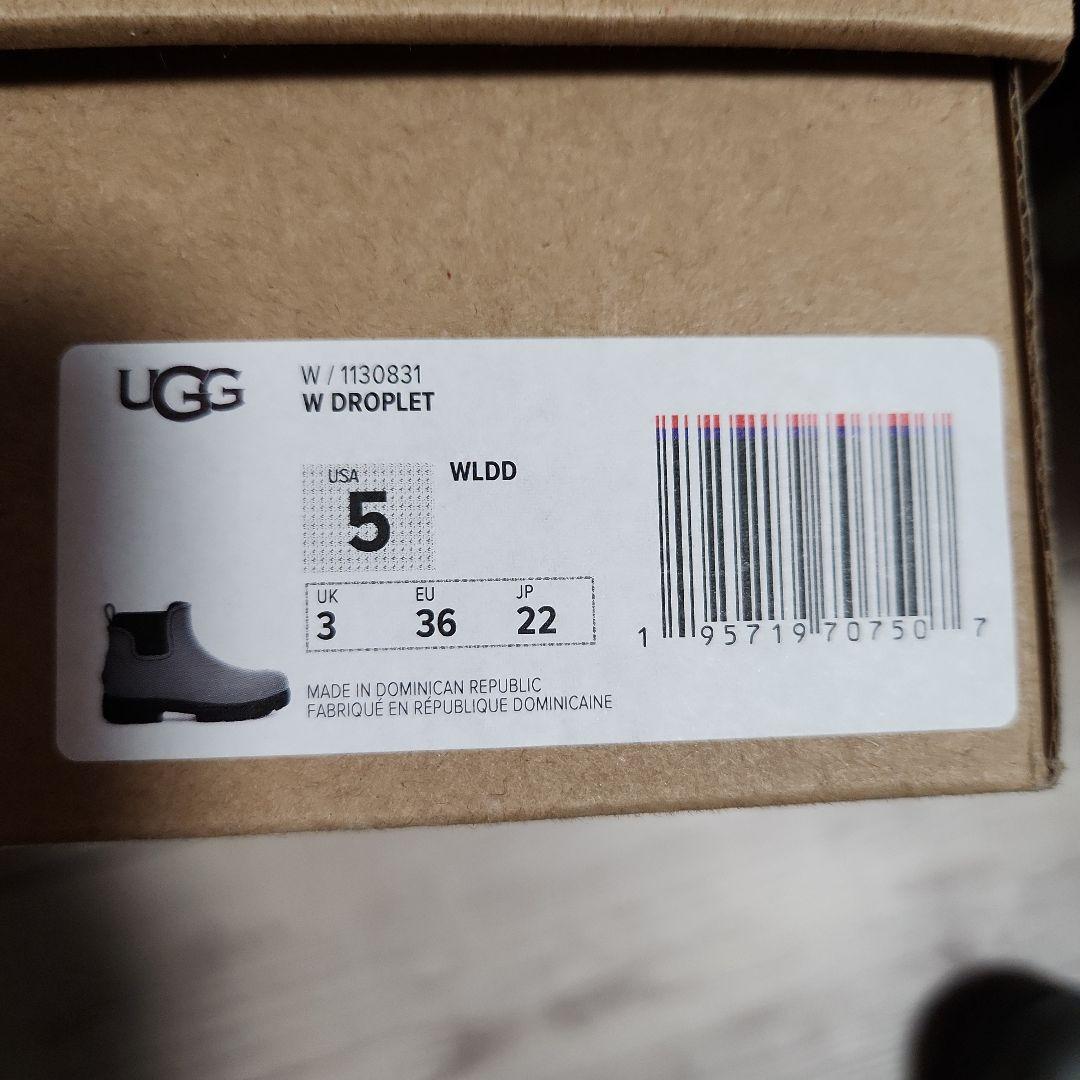 UGG
W / 1130831
W DROPLET
USA
5
WLDD
UK EU JP
3 36 22
MADE IN DOMINICAN REPUBLIC
FABRIQUÉ EN RÉPUBLIQUE DOMINICAINE
1 95719 70750 7